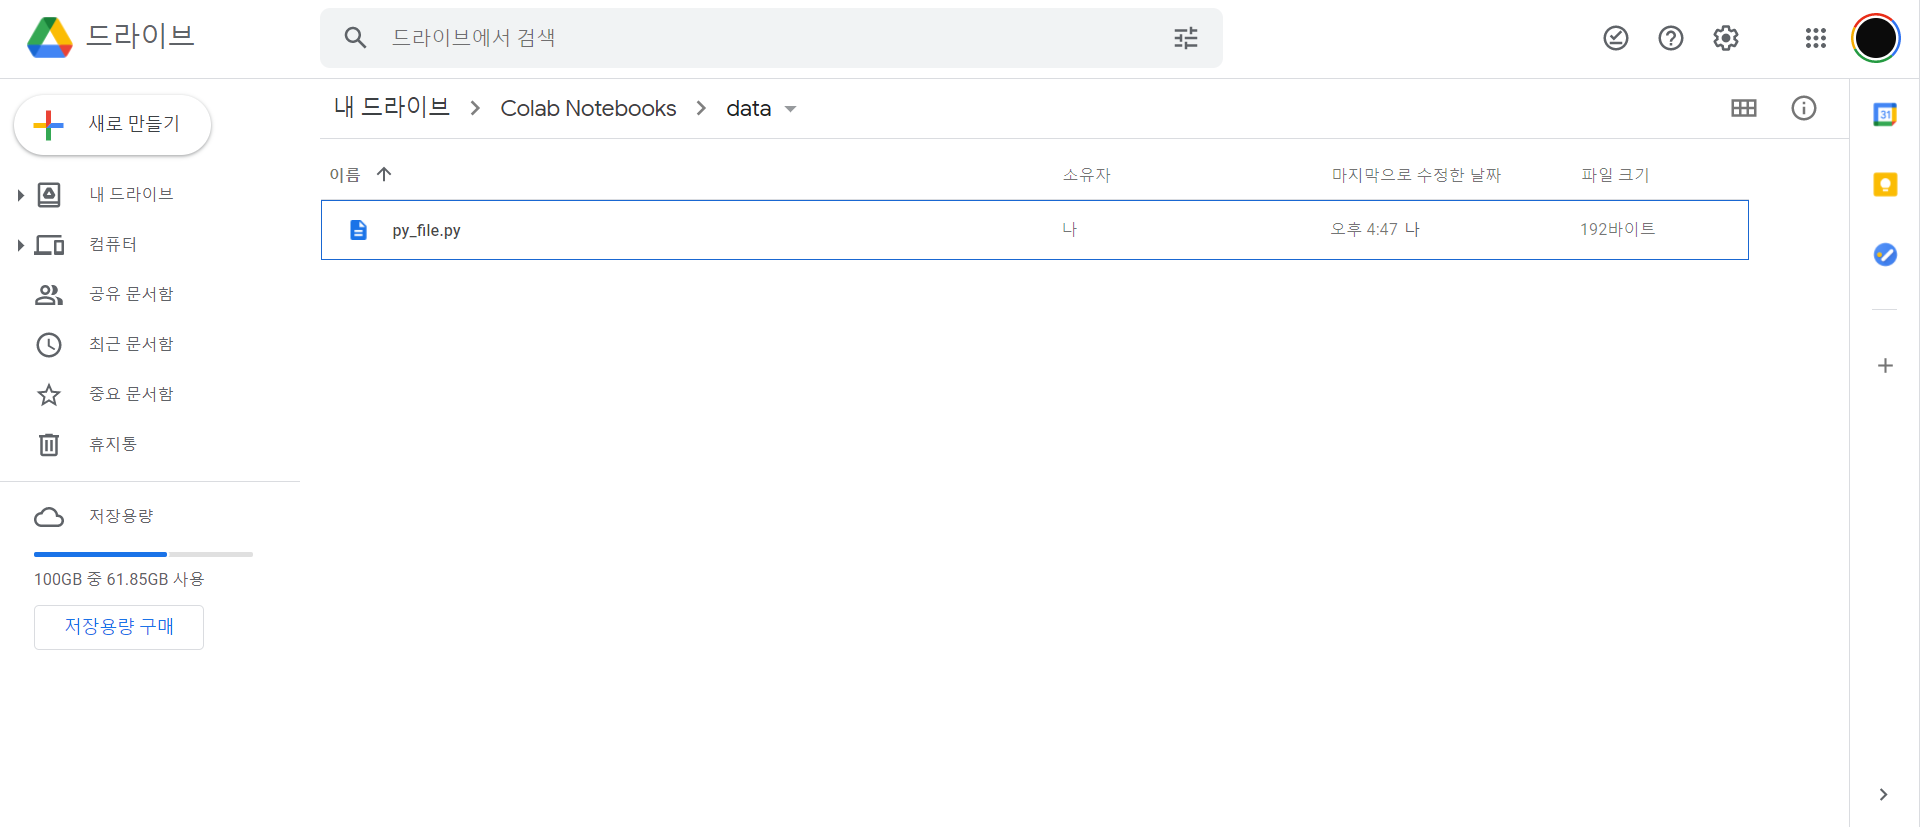 드라이브
드라이브에서 검색
새로 만들기
내 드라이브
컴퓨터
공유 문서함
최근 문서함
중요 문서함
휴지통
저장용량
100GB 중 61.85GB 사용
저장용량 구매
내 드라이브 > Colab Notebooks > data
이름 소유자 마지막으로 수정한 날짜 파일 크기
py_file.py 나 오후 4:47 나 192바이트
31